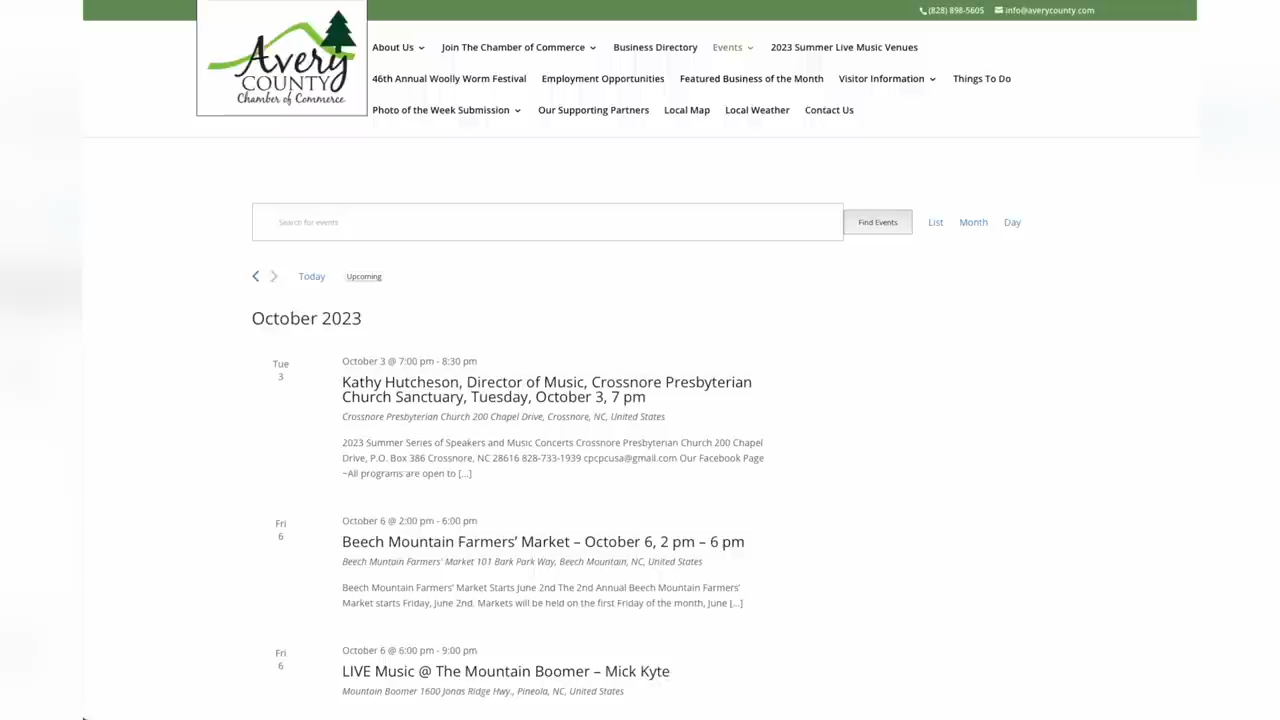 (828) 898-5605 info@averycounty.com
Avery
COUNTY
Chamber of Commerce
About Us Join The Chamber of Commerce Business Directory Events 2023 Summer Live Music Venues
46th Annual Woolly Worm Festival Employment Opportunities Featured Business of the Month Visitor Information Things To Do
Photo of the Week Submission Our Supporting Partners Local Map Local Weather Contact Us
Search for events Find Events List Month Day
Today Upcoming
October 2023
Tue
3
October 3 @ 7:00 pm - 8:30 pm
Kathy Hutcheson, Director of Music, Crossnore Presbyterian
Church Sanctuary, Tuesday, October 3, 7 pm
Crossnore Presbyterian Church 200 Chapel Drive, Crossnore, NC, United States
2023 Summer Series of Speakers and Music Concerts Crossnore Presbyterian Church 200 Chapel
Drive, P.O. Box 386 Crossnore, NC 28616 828-733-1939 cpcpcusa@gmail.com Our Facebook Page
~All programs are open to [...]
Fri
6
October 6 @ 2:00 pm - 6:00 pm
Beech Mountain Farmers' Market – October 6, 2 pm – 6 pm
Beech Muntain Farmers' Market 101 Bark Park Way, Beech Mountain, NC, United States
Beech Mountain Farmers' Market Starts June 2nd The 2nd Annual Beech Mountain Farmers'
Market starts Friday, June 2nd. Markets will be held on the first Friday of the month, June [...]
Fri
6
October 6 @ 6:00 pm - 9:00 pm
LIVE Music @ The Mountain Boomer – Mick Kyte
Mountain Boomer 1600 Jonas Ridge Hwy., Pineola, NC, United States